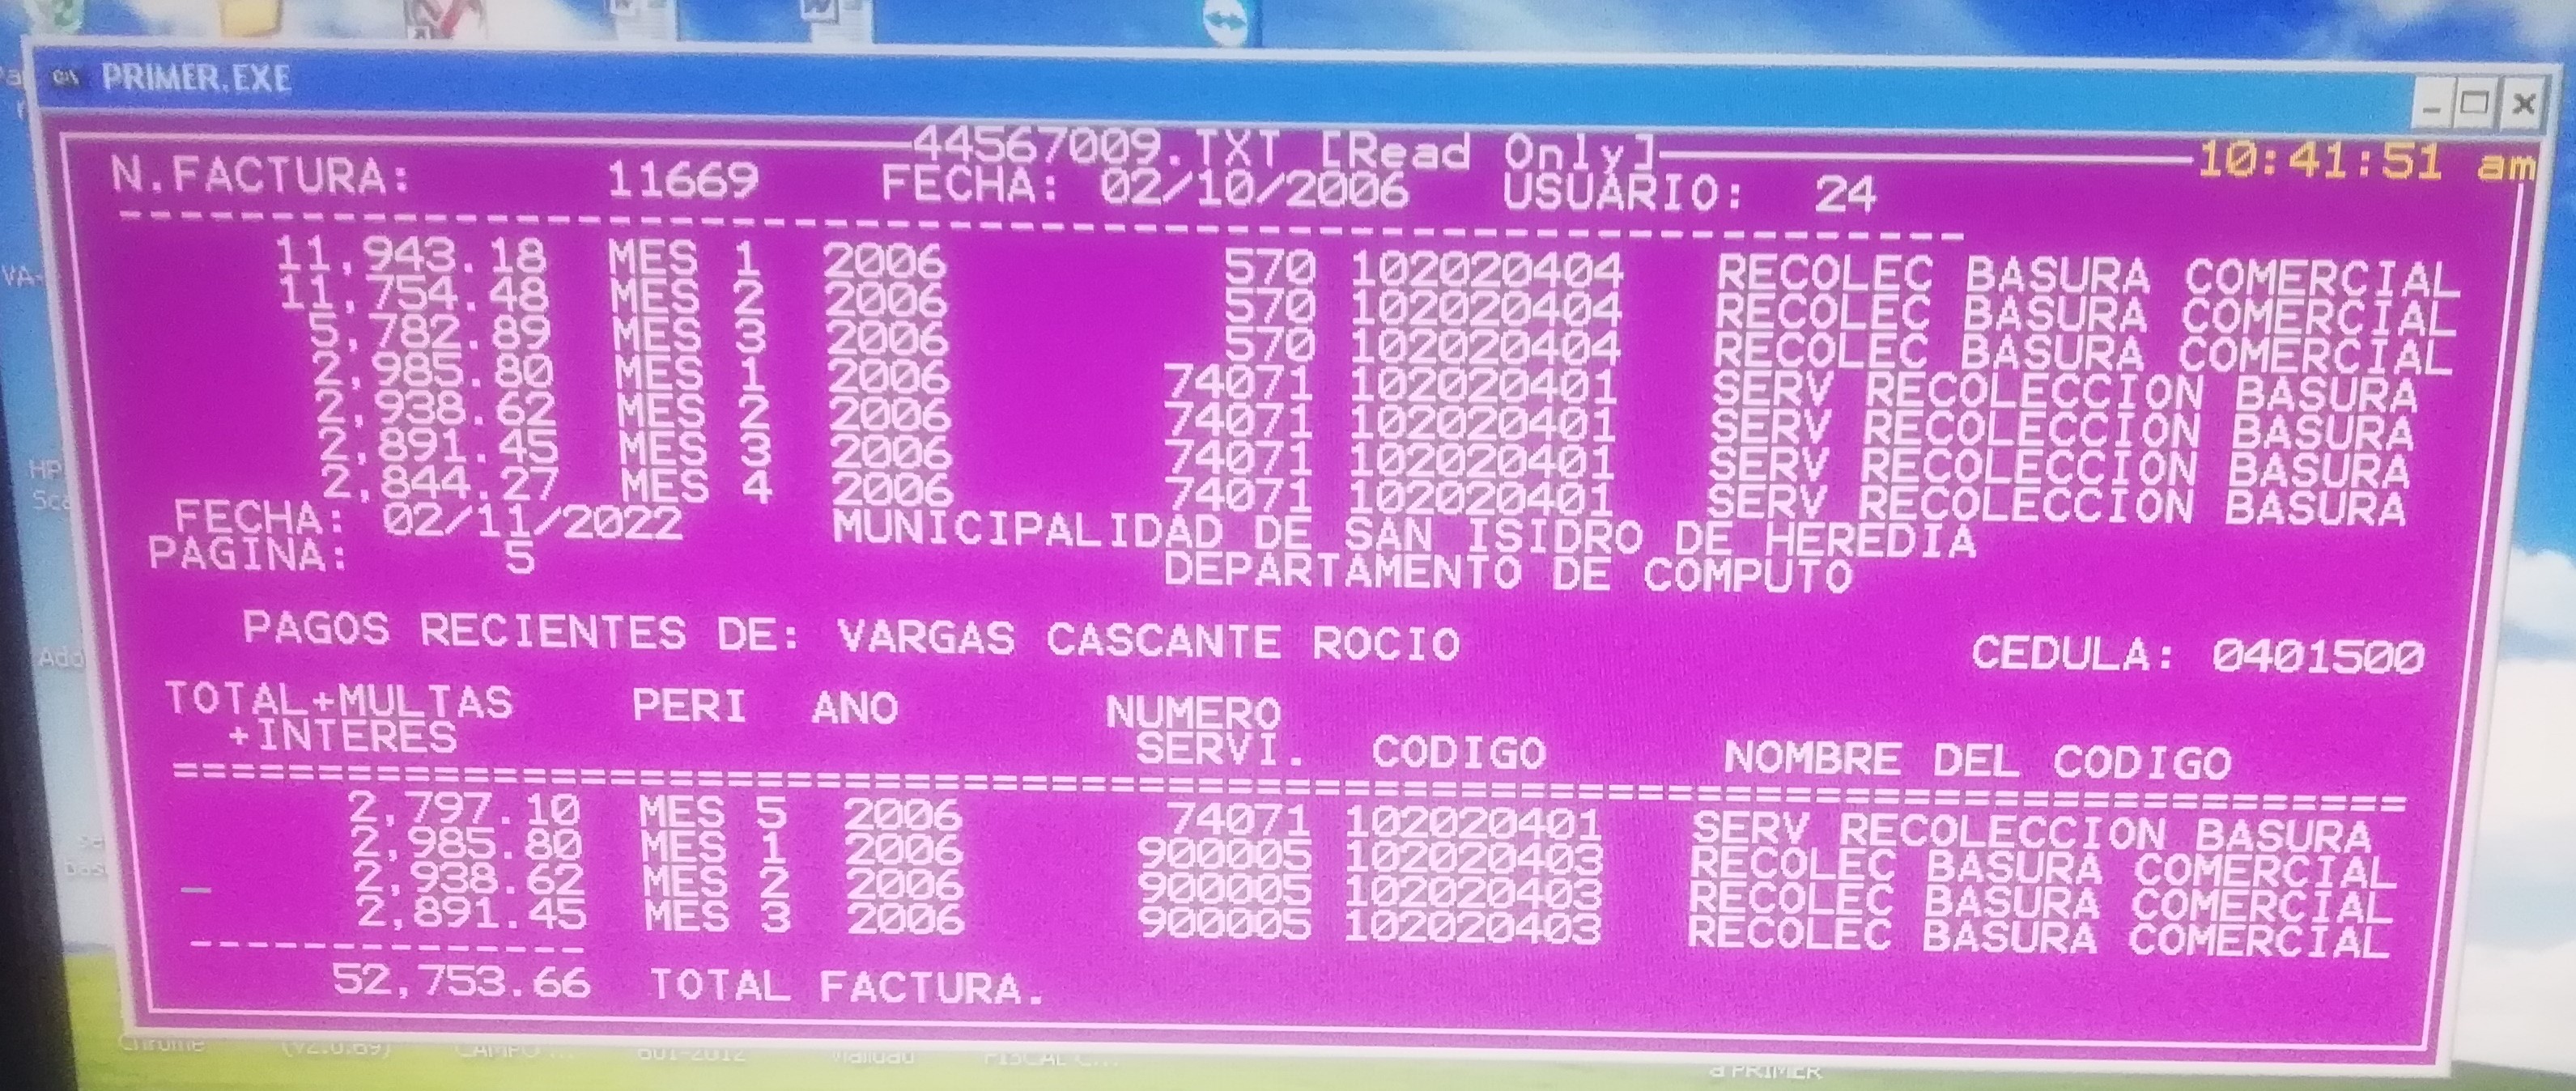 PRIMER.EXE
44567009.TXT [Read Only] 10:41:51 am
N.FACTURA: 11669 FECHA: 02/10/2006 USUARIO: 24
--------------------------------------------------------------
11,943.18 MES 1 2006 570 102020404 RECOLEC BASURA COMERCIAL
11,754.48 MES 2 2006 570 102020404 RECOLEC BASURA COMERCIAL
5,782.89 MES 3 2006 570 102020404 RECOLEC BASURA COMERCIAL
2,985.80 MES 1 2006 74071 102020401 SERV RECOLECCION BASURA
2,938.62 MES 2 2006 74071 102020401 SERV RECOLECCION BASURA
2,891.45 MES 3 2006 74071 102020401 SERV RECOLECCION BASURA
2,844.27 MES 4 2006 74071 102020401 SERV RECOLECCION BASURA
FECHA: 02/11/2022 MUNICIPALIDAD DE SAN ISIDRO DE HEREDIA
PAGINA: 5 DEPARTAMENTO DE COMPUTO
PAGOS RECIENTES DE: VARGAS CASCANTE ROCIO CEDULA: 0401500
TOTAL+MULTAS PERI ANO NUMERO
+INTERES SERVI. CODIGO NOMBRE DEL CODIGO
==============================================================================
2,797.10 MES 5 2006 74071 102020401 SERV RECOLECCION BASURA
2,985.80 MES 1 2006 900005 102020403 RECOLEC BASURA COMERCIAL
2,938.62 MES 2 2006 900005 102020403 RECOLEC BASURA COMERCIAL
2,891.45 MES 3 2006 900005 102020403 RECOLEC BASURA COMERCIAL
--------------
52,753.66 TOTAL FACTURA.
Chrome (V2.0.69) CAMPO ... 601-2012
a PRIMER